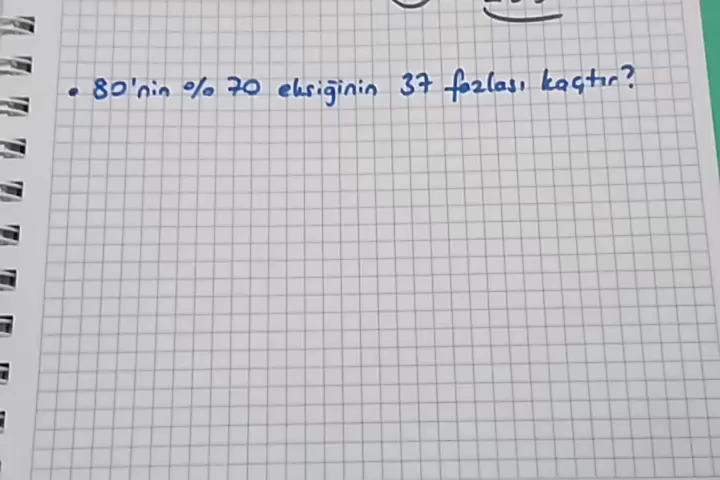 • 80'nin % 70 eksiğinin 37 fazlası kaçtır?